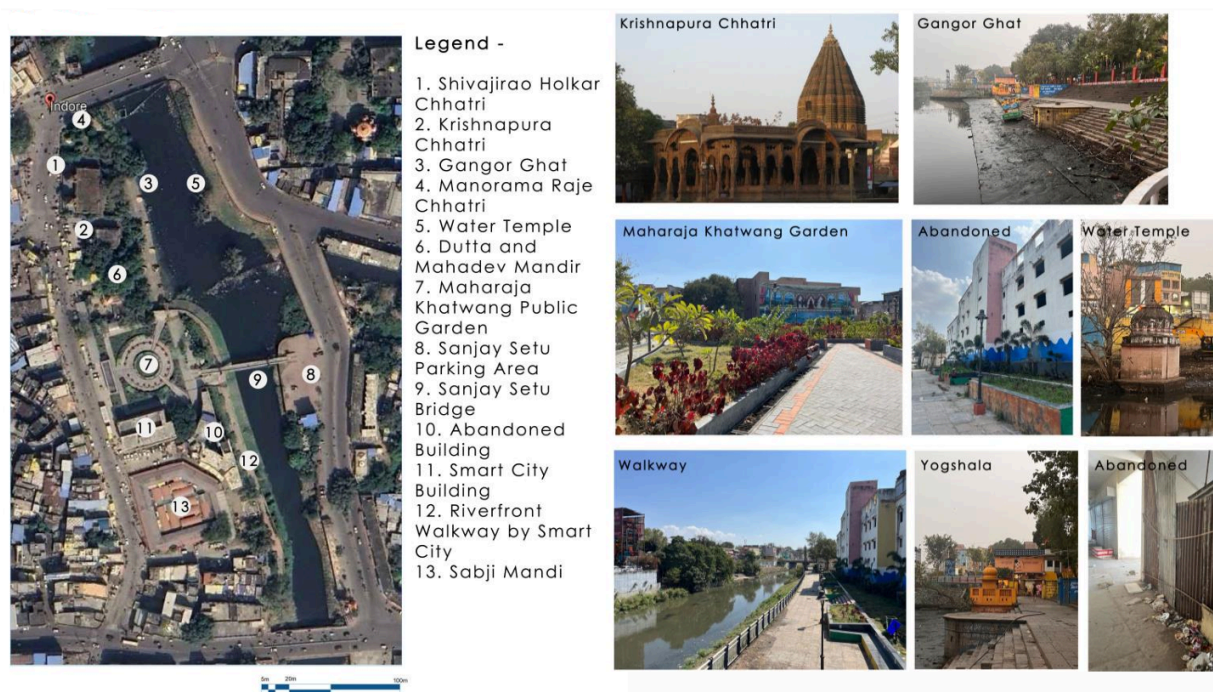 Indore
4
1
3
5
2
6
7
8
9
11
10
12
13
5m 20m 100m
Legend -
1. Shivajirao Holkar
Chhatri
2. Krishnapura
Chhatri
3. Gangor Ghat
4. Manorama Raje
Chhatri
5. Water Temple
6. Dutta and
Mahadev Mandir
7. Maharaja
Khatwang Public
Garden
8. Sanjay Setu
Parking Area
9. Sanjay Setu
Bridge
10. Abandoned
Building
11. Smart City
Building
12. Riverfront
Walkway by Smart
City
13. Sabji Mandi
Krishnapura Chhatri
Gangor Ghat
Maharaja Khatwang Garden
Abandoned
Water Temple
Walkway
Yogshala
Abandoned